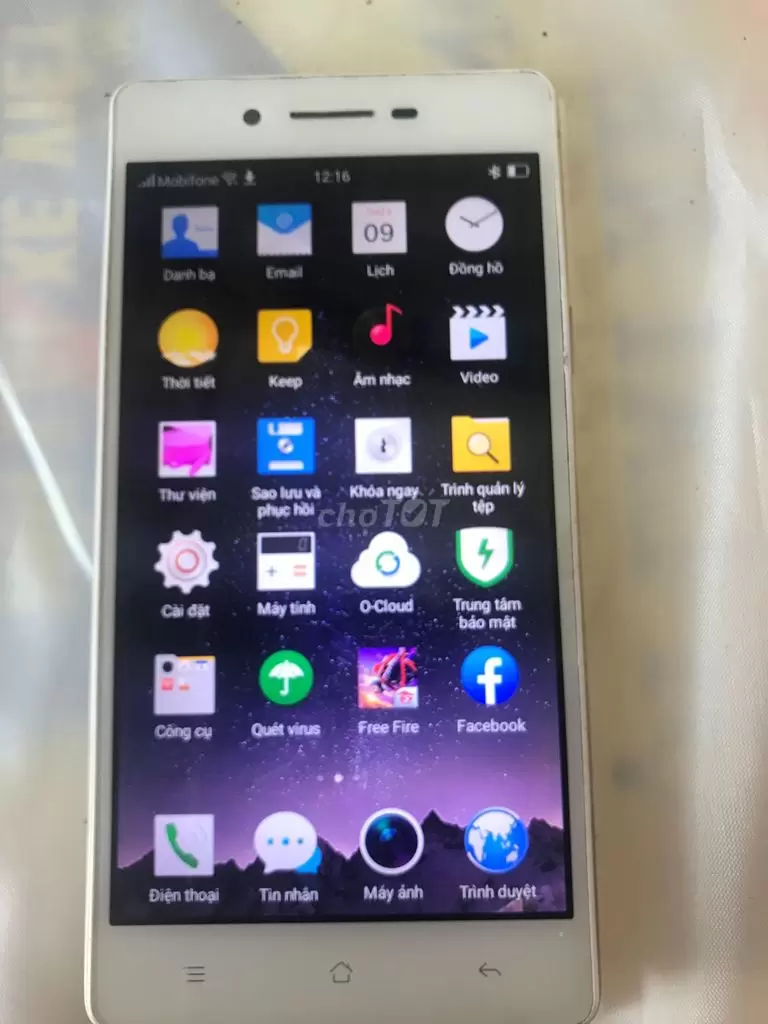 Mobifone
12:16
Danh bạ
Email
09
Lịch
Đồng hồ
Thời tiết
Keep
Âm nhạc
Video
Thư viện
Sao lưu và
phục hồi
Khóa ngay
Trình quản lý
tệp
choTỐT
Cài đặt
0
Máy tính
O-Cloud
Trung tâm
bảo mật
Công cụ
Quét virus
Free Fire
Facebook
Điện thoại
Tin nhắn
Máy ảnh
Trình duyệt